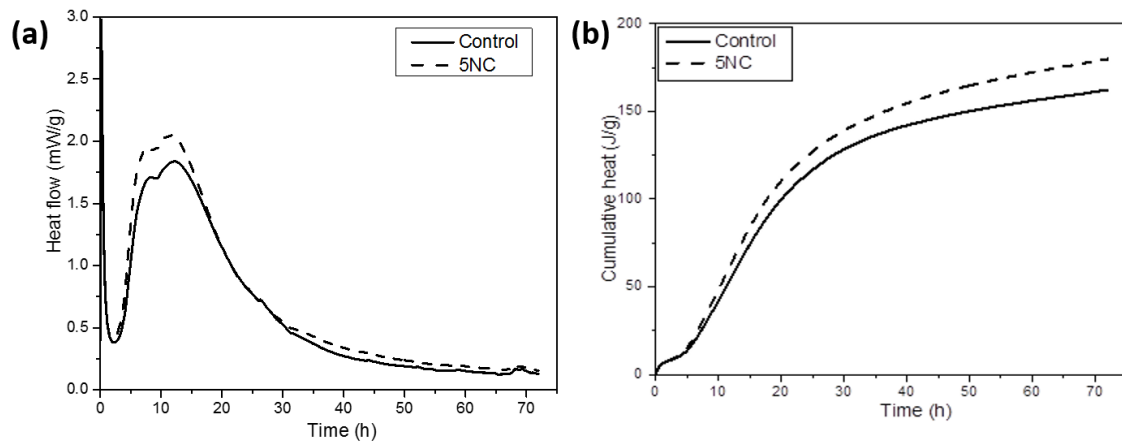 (a)
Heat flow (mW/g)
3.0
2.5
2.0
1.5
1.0
0.5
0.0
Control
5NC
0 10 20 30 40 50 60 70
Time (h)
(b)
Cumulative heat (J/g)
200
150
100
50
0
Control
5NC
0 10 20 30 40 50 60 70
Time (h)